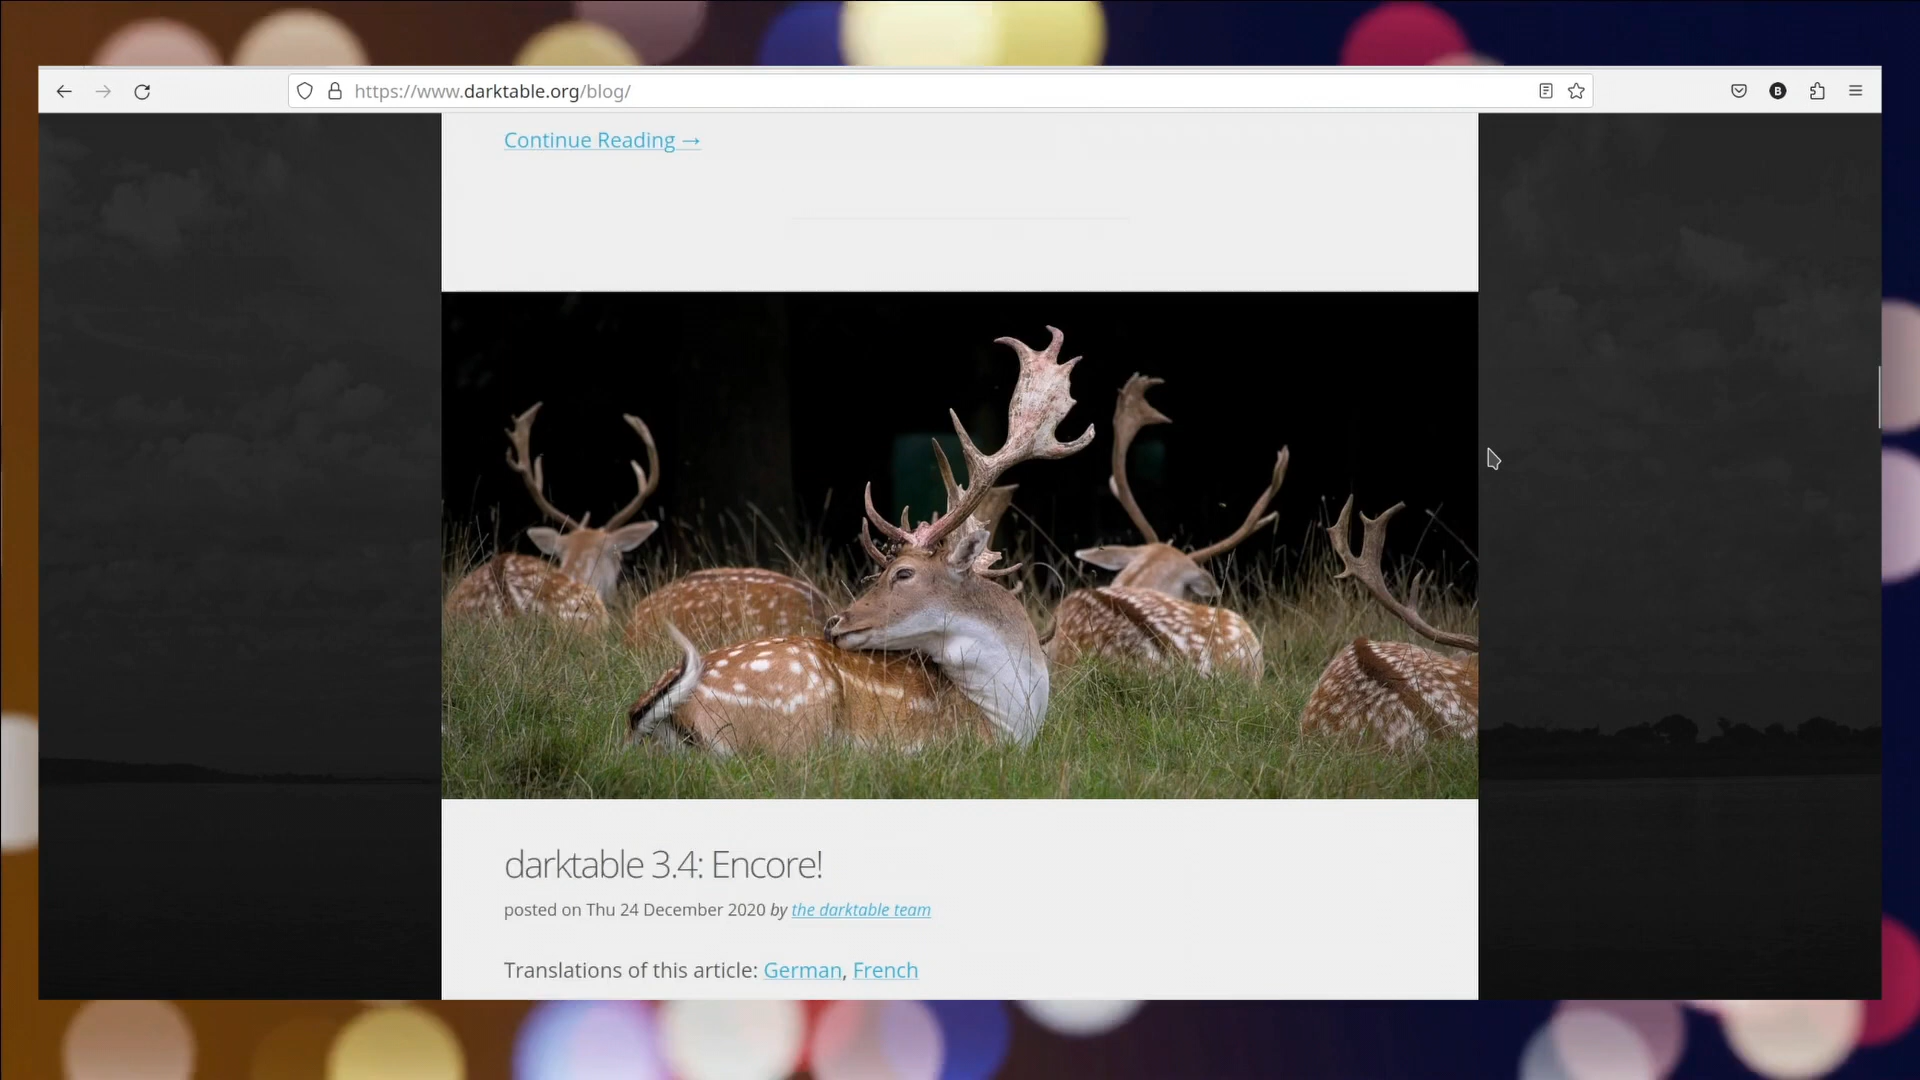 https://www.darktable.org/blog/
B
Continue Reading →
darktable 3.4: Encore!
posted on Thu 24 December 2020 by the darktable team
Translations of this article: German, French